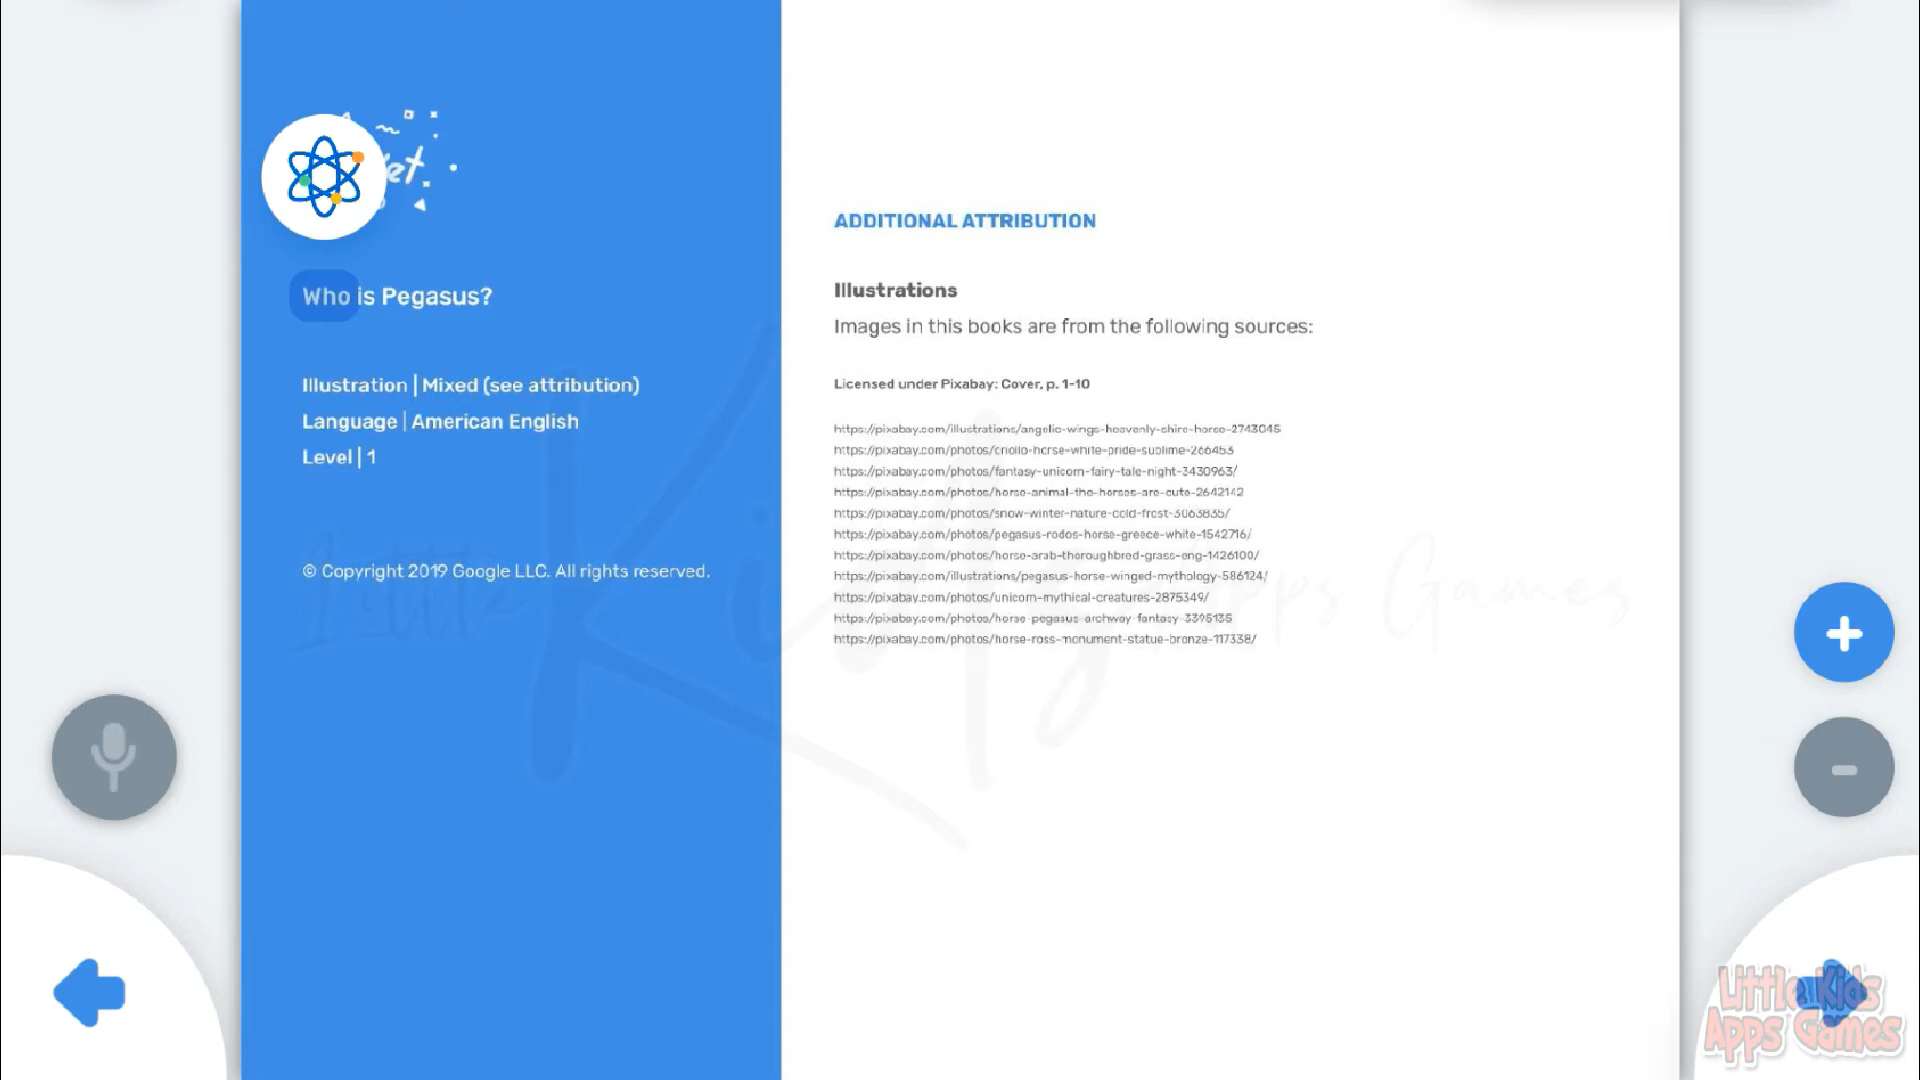 et
Who is Pegasus?
Illustration | Mixed (see attribution)
Language | American English
Level | 1
© Copyright 2019 Google LLC. All rights reserved.
ADDITIONAL ATTRIBUTION
Illustrations
Images in this books are from the following sources:
Licensed under Pixabay: Cover, p. 1-10
https://pixabay.com/illustrations/angelic-wings-heavenly-shire-horse-2743045
https://pixabay.com/photos/criollo-horse-white-pride-sublime-266453
https://pixabay.com/photos/fantasy-unicorn-fairy-tale-night-3430963/
https://pixabay.com/photos/horse-animal-the-horses-are-cute-2642142
https://pixabay.com/photos/snow-winter-nature-cold-frost-3063835/
https://pixabay.com/photos/pegasus-rodos-horse-greece-white-1542716/
https://pixabay.com/photos/horse-arab-thoroughbred-grass-eng-1426100/
https://pixabay.com/illustrations/pegasus-horse-winged-mythology-586124/
https://pixabay.com/photos/unicorn-mythical-creatures-2875349/
https://pixabay.com/photos/horse-pegasus-archway-fantasy-3395135
https://pixabay.com/photos/horse-ross-monument-statue-bronze-117338/
Little Kids Apps Games
Little Kids
Apps Games